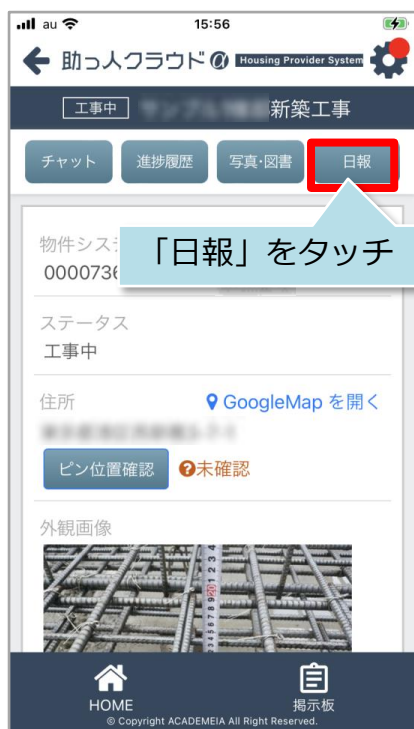 au 15:56
助っ人クラウド@ Housing Provider System
工事中 新築工事
チャット 進捗履歴 写真・図書 日報
「日報」をタッチ
物件シス
0000736
ステータス
工事中
住所 GoogleMap を開く
ピン位置確認 ?未確認
外観画像
HOME 掲示板
© Copyright ACADEMEIA All Right Reserved.